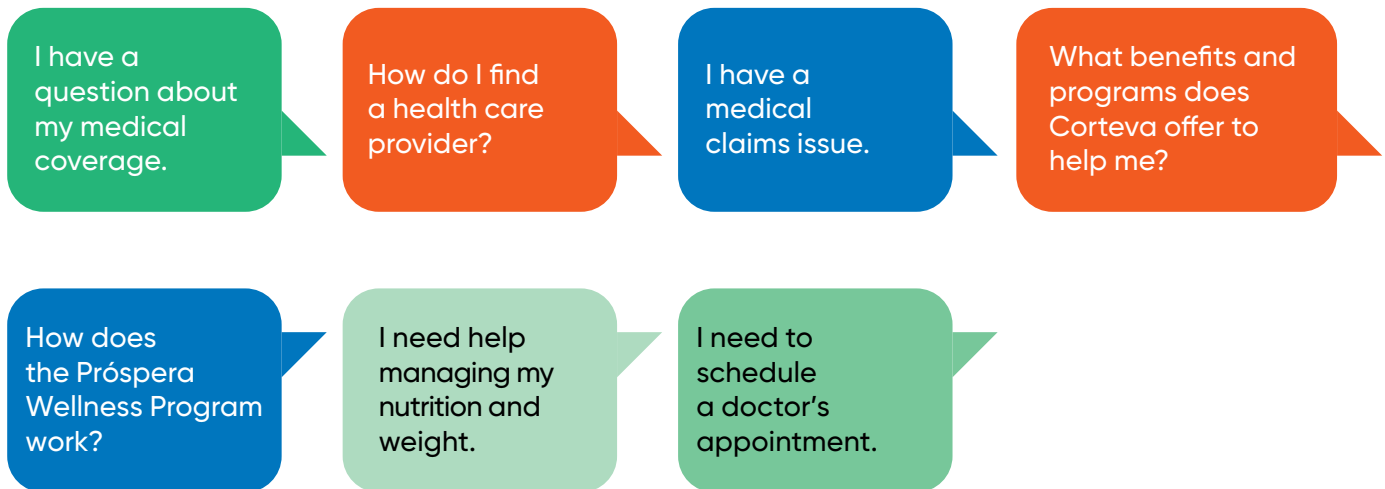 I have a
question about
my medical
coverage.
How do I find
a health care
provider?
I have a
medical
claims issue.
What benefits and
programs does
Corteva offer to
help me?
How does
the Próspera
Wellness Program
work?
I need help
managing my
nutrition and
weight.
I need to
schedule
a doctor’s
appointment.